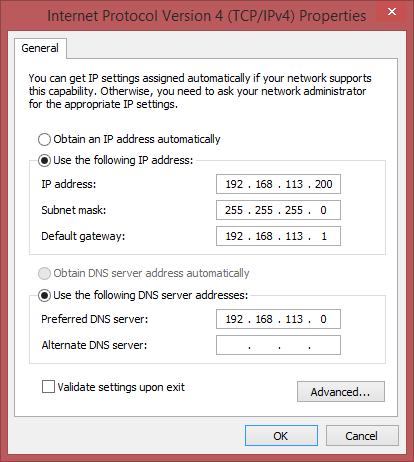 Internet Protocol Version 4 (TCP/IPv4) Properties
General
You can get IP settings assigned automatically if your network supports
this capability. Otherwise, you need to ask your network administrator
for the appropriate IP settings.
Obtain an IP address automatically
Use the following IP address:
IP address: 192 . 168 . 113 . 200
Subnet mask: 255 . 255 . 255 . 0
Default gateway: 192 . 168 . 113 . 1
Obtain DNS server address automatically
Use the following DNS server addresses:
Preferred DNS server: 192 . 168 . 113 . 0
Alternate DNS server: . . .
Validate settings upon exit
Advanced...
OK Cancel